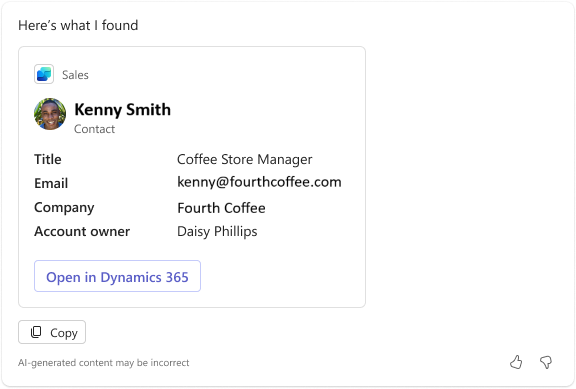 Here's what I found
Sales
Kenny Smith
Contact
Title Coffee Store Manager
Email kenny@fourthcoffee.com
Company Fourth Coffee
Account owner Daisy Phillips
Open in Dynamics 365
Copy
AI-generated content may be incorrect